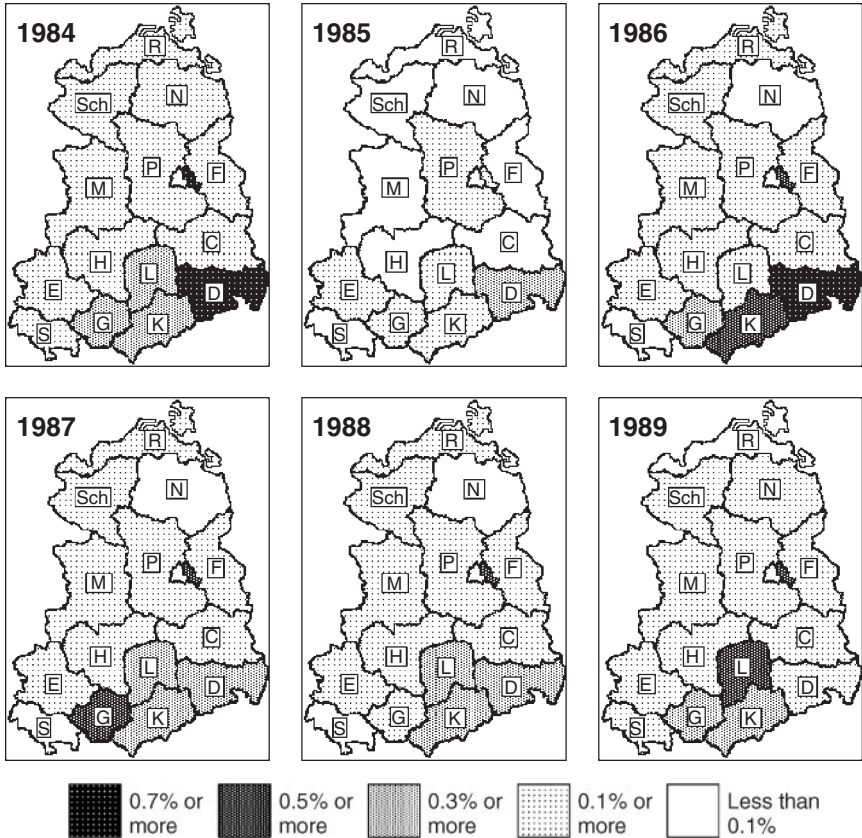 1984
R
Sch
N
P
F
M
C
H
L
E
D
G
K
S
1985
R
Sch
N
P
F
M
C
H
L
E
D
G
K
S
1986
R
Sch
N
P
F
M
C
H
L
E
D
G
K
S
1987
R
Sch
N
P
F
M
C
H
L
E
D
G
K
S
1988
R
Sch
N
P
F
M
C
H
L
E
D
G
K
S
1989
R
Sch
N
P
F
M
C
H
L
E
D
G
K
S
0.7% or
more
0.5% or
more
0.3% or
more
0.1% or
more
Less than
0.1%